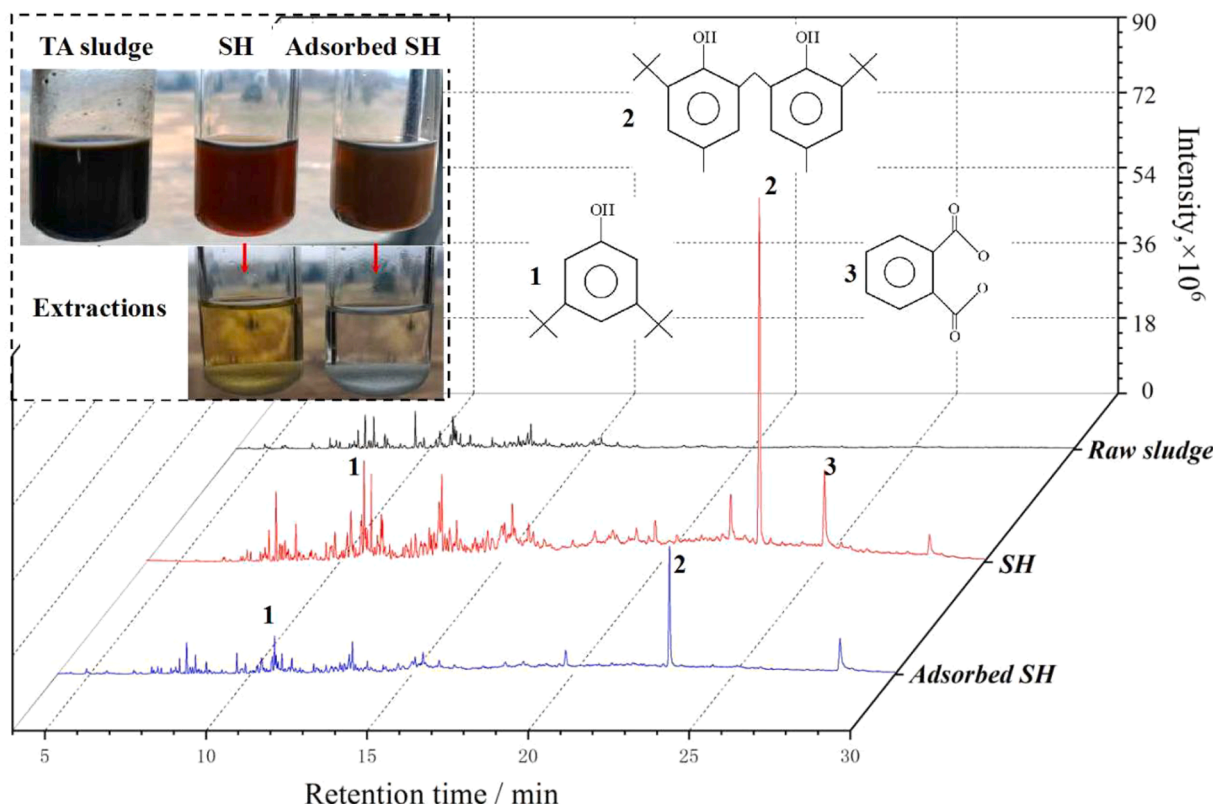 TA sludge SH Adsorbed SH
Extractions
OH OH
2
2
OH
1
O
O
3
O
O
90
72
54
36
18
0
Intensity,×10⁶
Raw sludge
1
3
SH
2
1
Adsorbed SH
5 10 15 20 25 30
Retention time / min